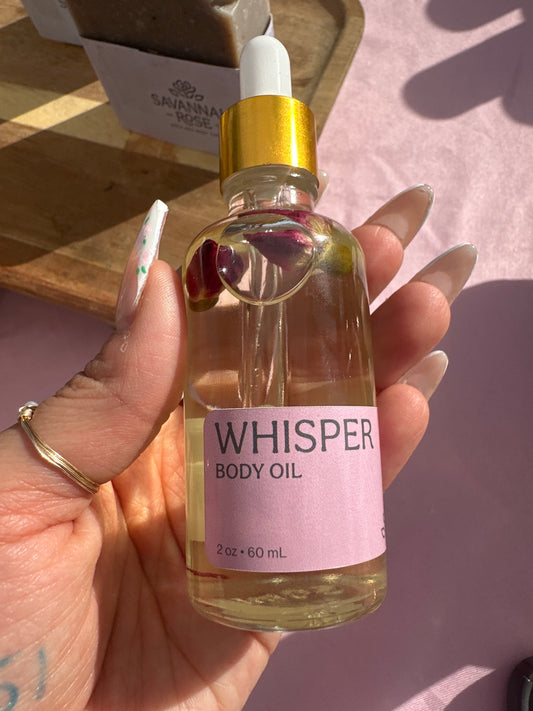 SAVANNAH
ROSE
WHISPER
BODY OIL
2 oz • 60 mL